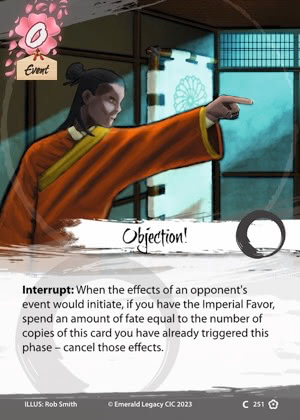 0
Event
Objection!
Interrupt: When the effects of an opponent's
event would initiate, if you have the Imperial Favor,
spend an amount of fate equal to the number of
copies of this card you have already triggered this
phase – cancel those effects.
ILLUS: Rob Smith © Emerald Legacy CIC 2023 C 251